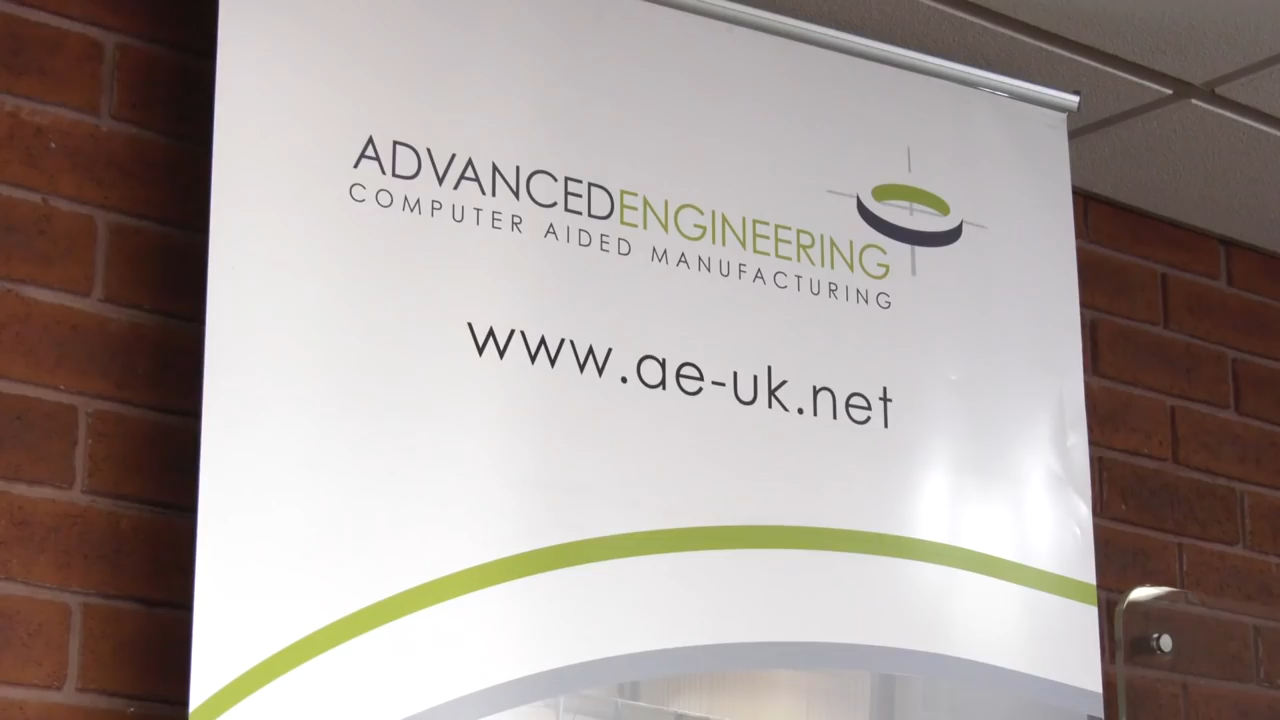 ADVANCEDENGINEERING
COMPUTER AIDED MANUFACTURING
www.ae-uk.net